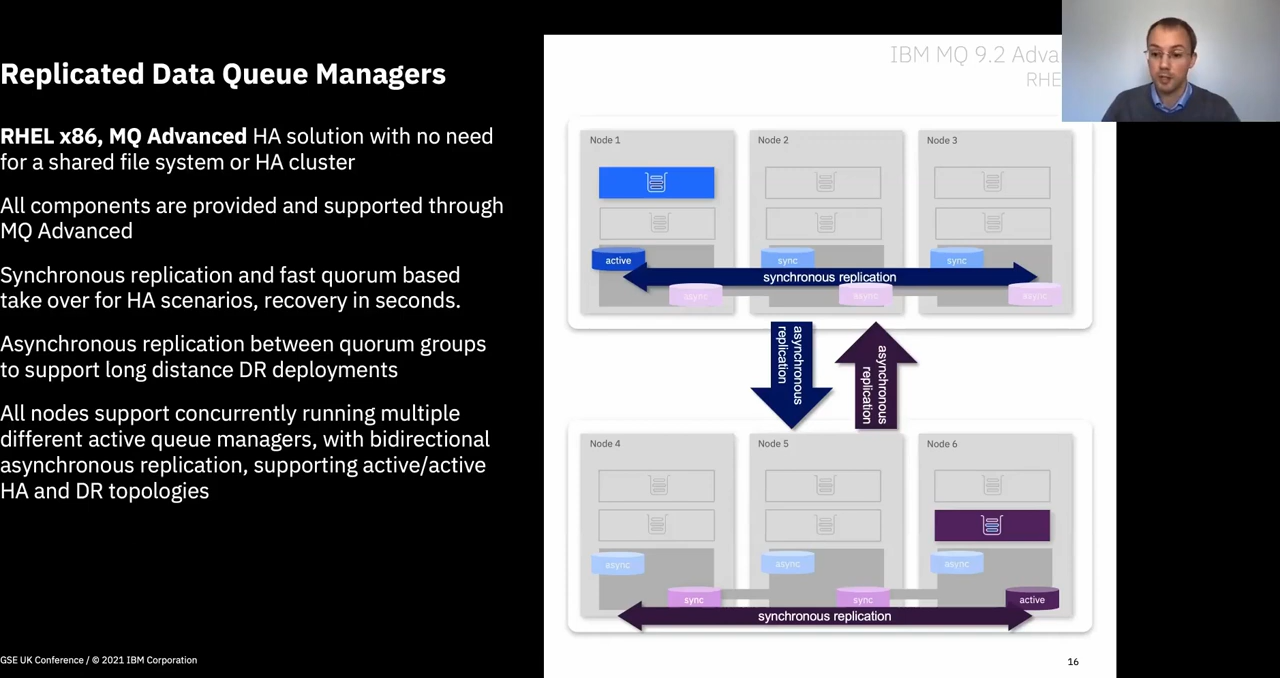 Replicated Data Queue Managers
RHEL x86, MQ Advanced HA solution with no need
for a shared file system or HA cluster
All components are provided and supported through
MQ Advanced
Synchronous replication and fast quorum based
take over for HA scenarios, recovery in seconds.
Asynchronous replication between quorum groups
to support long distance DR deployments
All nodes support concurrently running multiple
different active queue managers, with bidirectional
asynchronous replication, supporting active/active
HA and DR topologies
GSE UK Conference / © 2021 IBM Corporation
IBM MQ 9.2
RHE
Node 1
Node 2
Node 3
active
sync
sync
synchronous replication
async
async
async
asynchronous
replication
asynchronous
replication
Node 4
Node 5
Node 6
async
async
async
sync
sync
active
synchronous replication
16